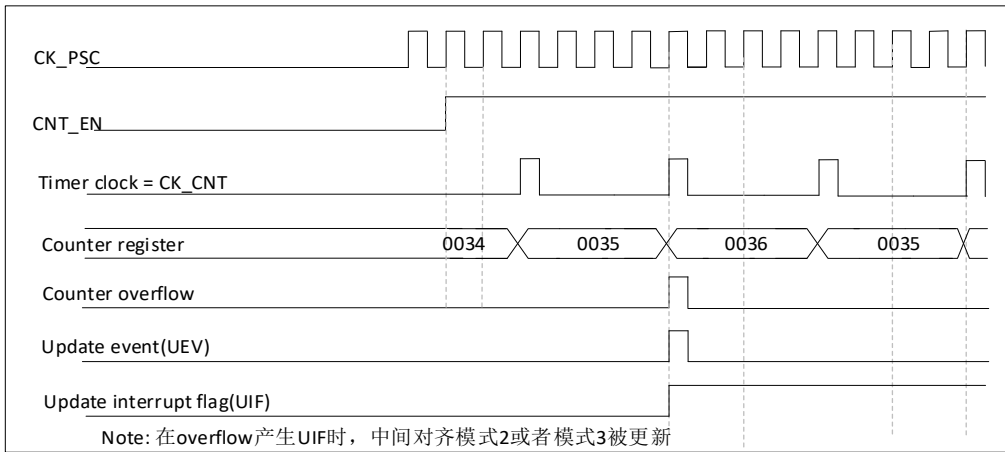 CK_PSC
CNT_EN
Timer clock = CK_CNT
Counter register 0034 0035 0036 0035
Counter overflow
Update event(UEV)
Update interrupt flag(UIF)
Note: 在overflow产生UIF时，中间对齐模式2或者模式3被更新